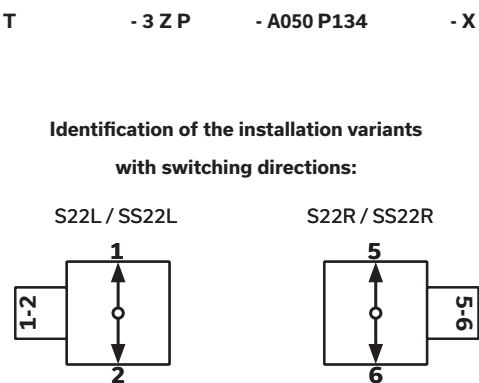 T - 3 Z P - A050 P134 - X
Identification of the installation variants
with switching directions:
S22L / SS22L S22R / SS22R
1 5
1-2 5-6
2 6